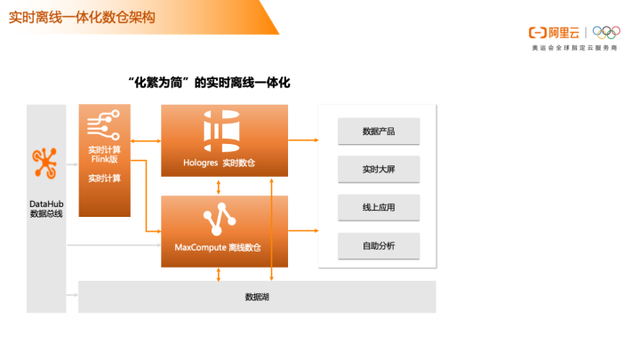 实时离线一体化数仓架构
阿里云
奥运会全球指定云服务商
“化繁为简”的实时离线一体化
DataHub
数据总线
实时计算
Flink版
实时计算
Hologres 实时数仓
MaxCompute 离线数仓
数据产品
实时大屏
线上应用
自助分析
数据湖